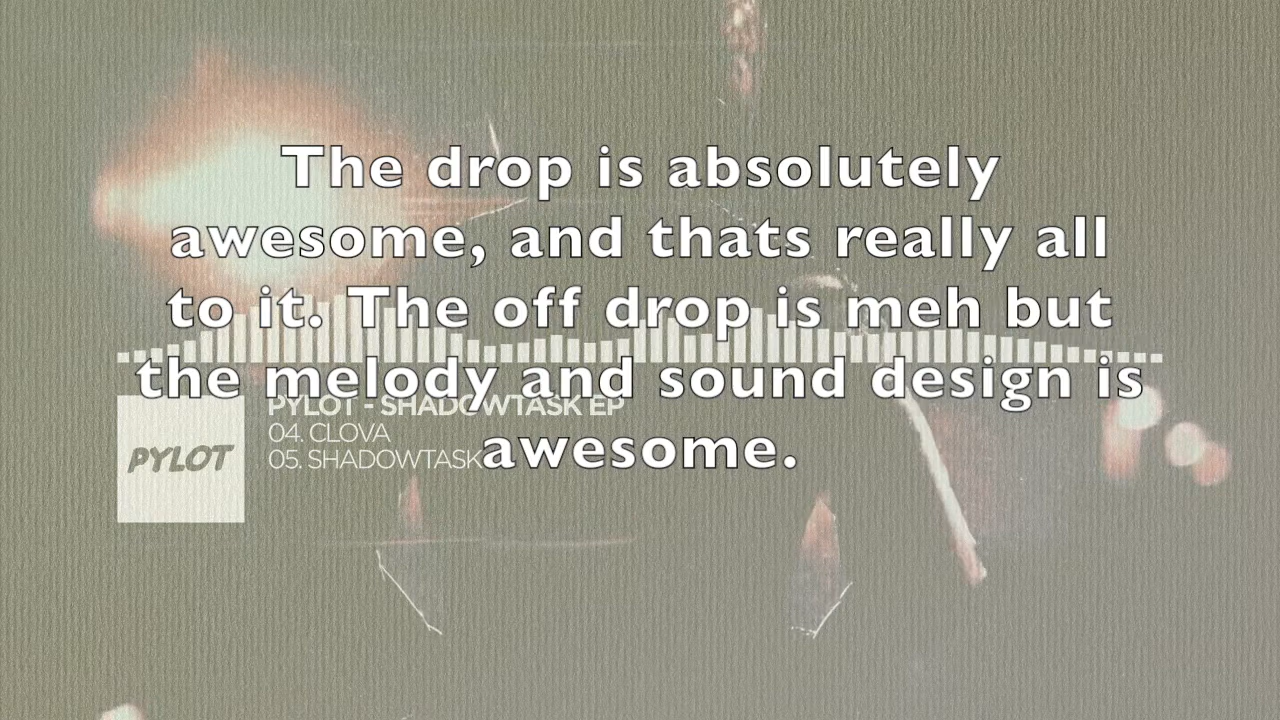 The drop is absolutely
awesome, and thats really all
to it. The off drop is meh but
the melody and sound design is
awesome.
PYLOT - SHADOWTASK EP
04. CLOVA
05. SHADOWTASK
PYLOT